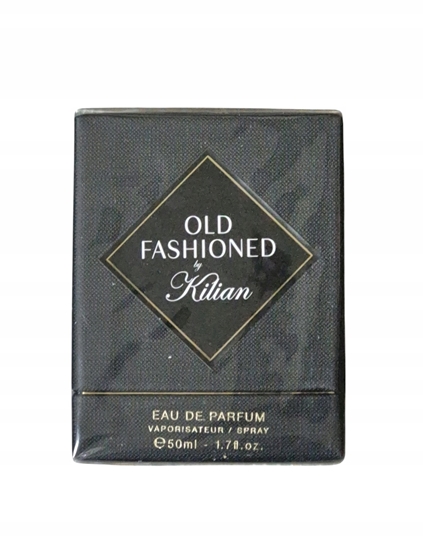 OLD
FASHIONED
by
Kilian
EAU DE PARFUM
VAPORISATEUR / SPRAY
℮50ml - 1.7fl.oz.